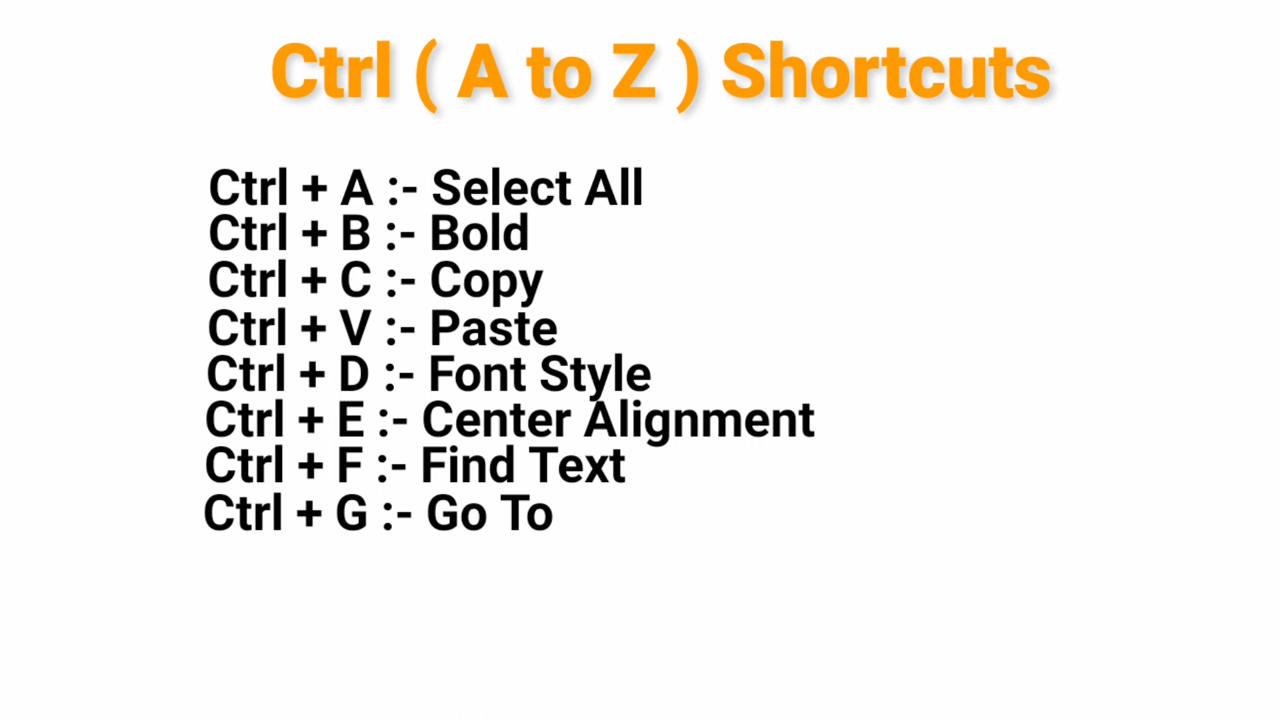 Ctrl ( A to Z ) Shortcuts
Ctrl + A :- Select All
Ctrl + B :- Bold
Ctrl + C :- Copy
Ctrl + V :- Paste
Ctrl + D :- Font Style
Ctrl + E :- Center Alignment
Ctrl + F :- Find Text
Ctrl + G :- Go To